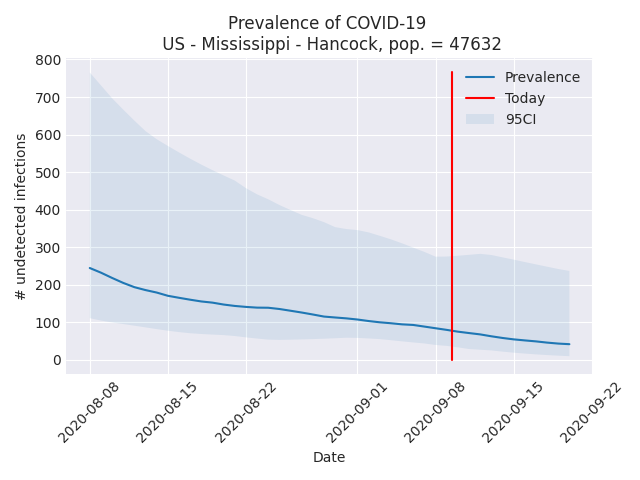 Prevalence of COVID-19
US - Mississippi - Hancock, pop. = 47632
800
700
600
500
400
300
200
100
0
# undetected infections
Prevalence
Today
95CI
2020-08-08
2020-08-15
2020-08-22
2020-09-01
2020-09-08
2020-09-15
2020-09-22
Date